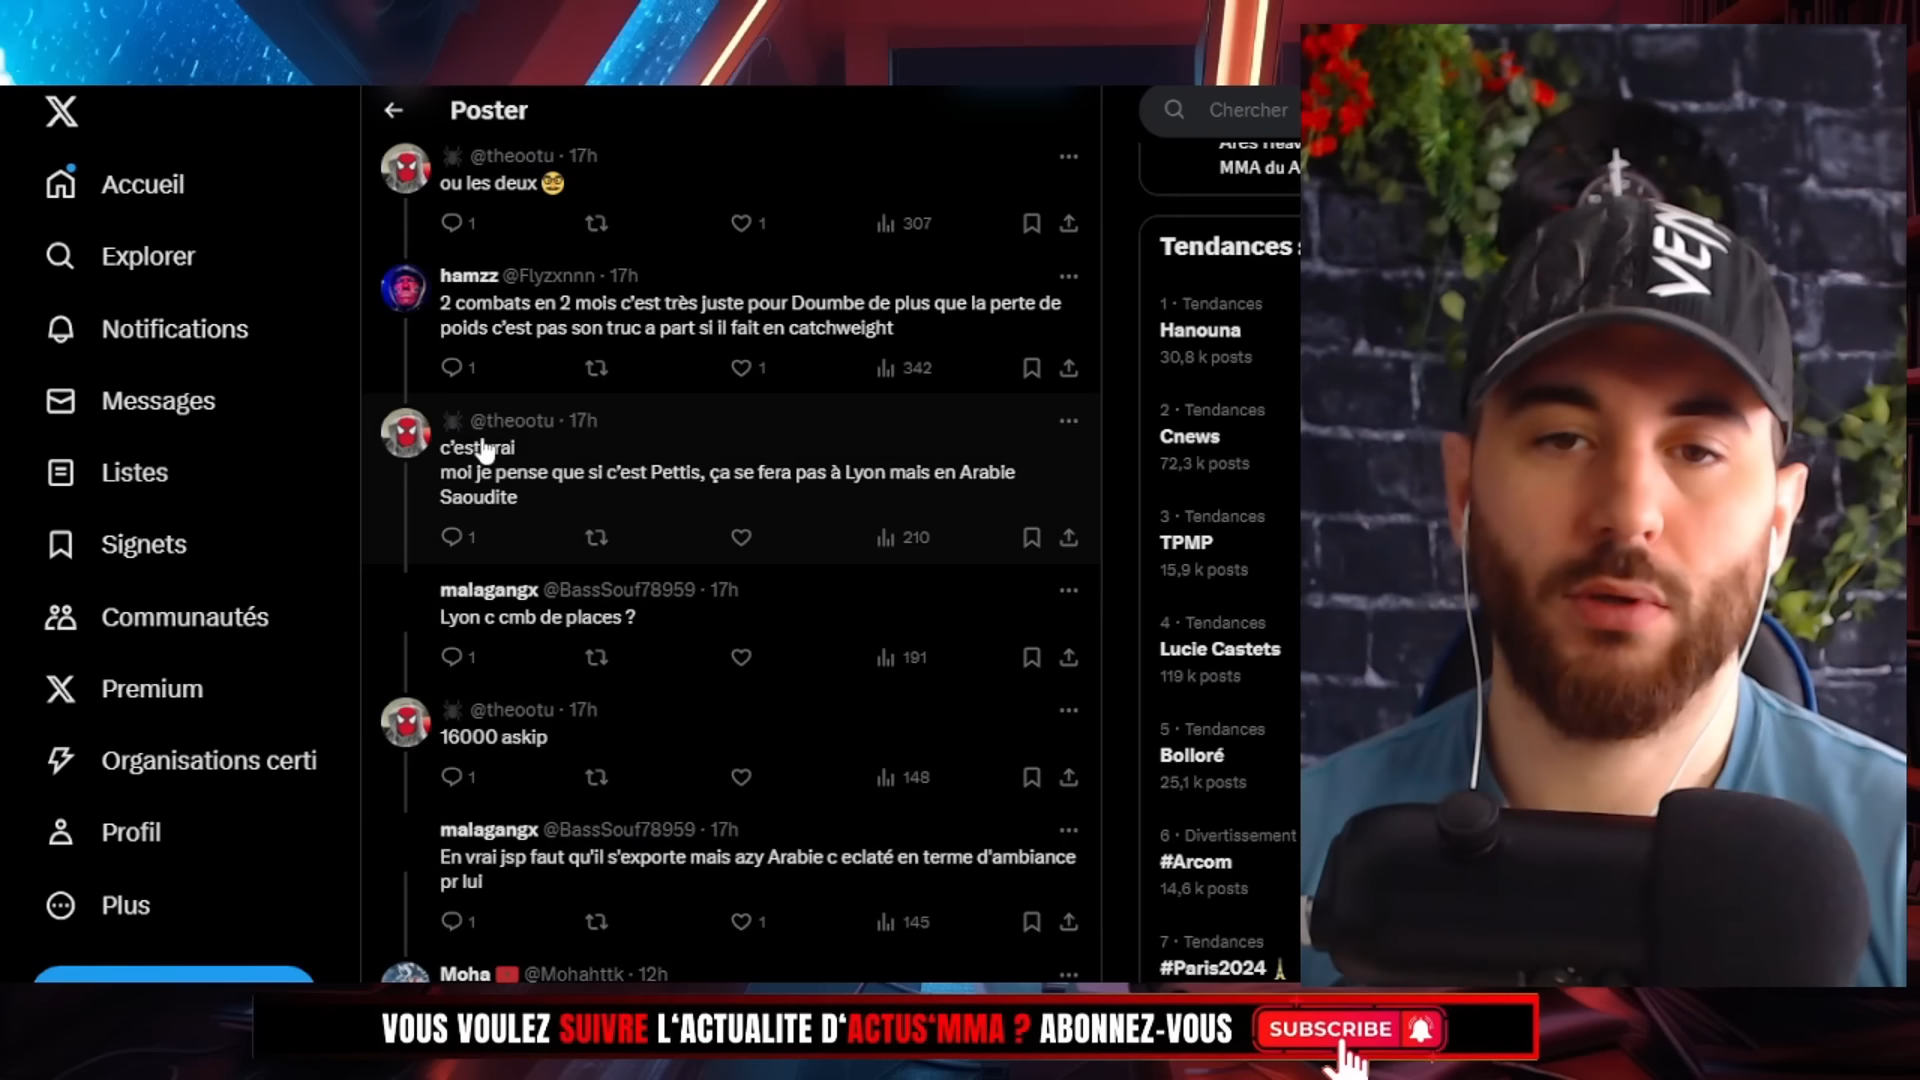 Accueil
Explorer
Notifications
Messages
Listes
Signets
Communautés
Premium
Organisations certi
Profil
Plus
Poster
@theootu · 17h
ou les deux
1
1
307
hamzz @Flyzxnnn · 17h
2 combats en 2 mois c'est très juste pour Doumbe de plus que la perte de
poids c'est pas son truc a part si il fait en catchweight
1
1
342
@theootu · 17h
c'est vrai
moi je pense que si c'est Pettis, ça se fera pas à Lyon mais en Arabie
Saoudite
1
210
malagangx @BassSouf78959 · 17h
Lyon c cmb de places ?
1
191
@theootu · 17h
16000 askip
1
148
malagangx @BassSouf78959 · 17h
En vrai jsp faut qu'il s'exporte mais azy Arabie c eclaté en terme d'ambiance
pr lui
1
1
145
Moha @Mohahttk · 12h
Chercher
MMA du A
Tendances
1 · Tendances
Hanouna
30,8 k posts
2 · Tendances
Cnews
72,3 k posts
3 · Tendances
TPMP
15,9 k posts
4 · Tendances
Lucie Castets
119 k posts
5 · Tendances
Bolloré
25,1 k posts
6 · Divertissement
#Arcom
14,6 k posts
7 · Tendances
#Paris2024
VOUS VOULEZ SUIVRE L'ACTUALITE D'ACTUS'MMA ? ABONNEZ-VOUS
SUBSCRIBE